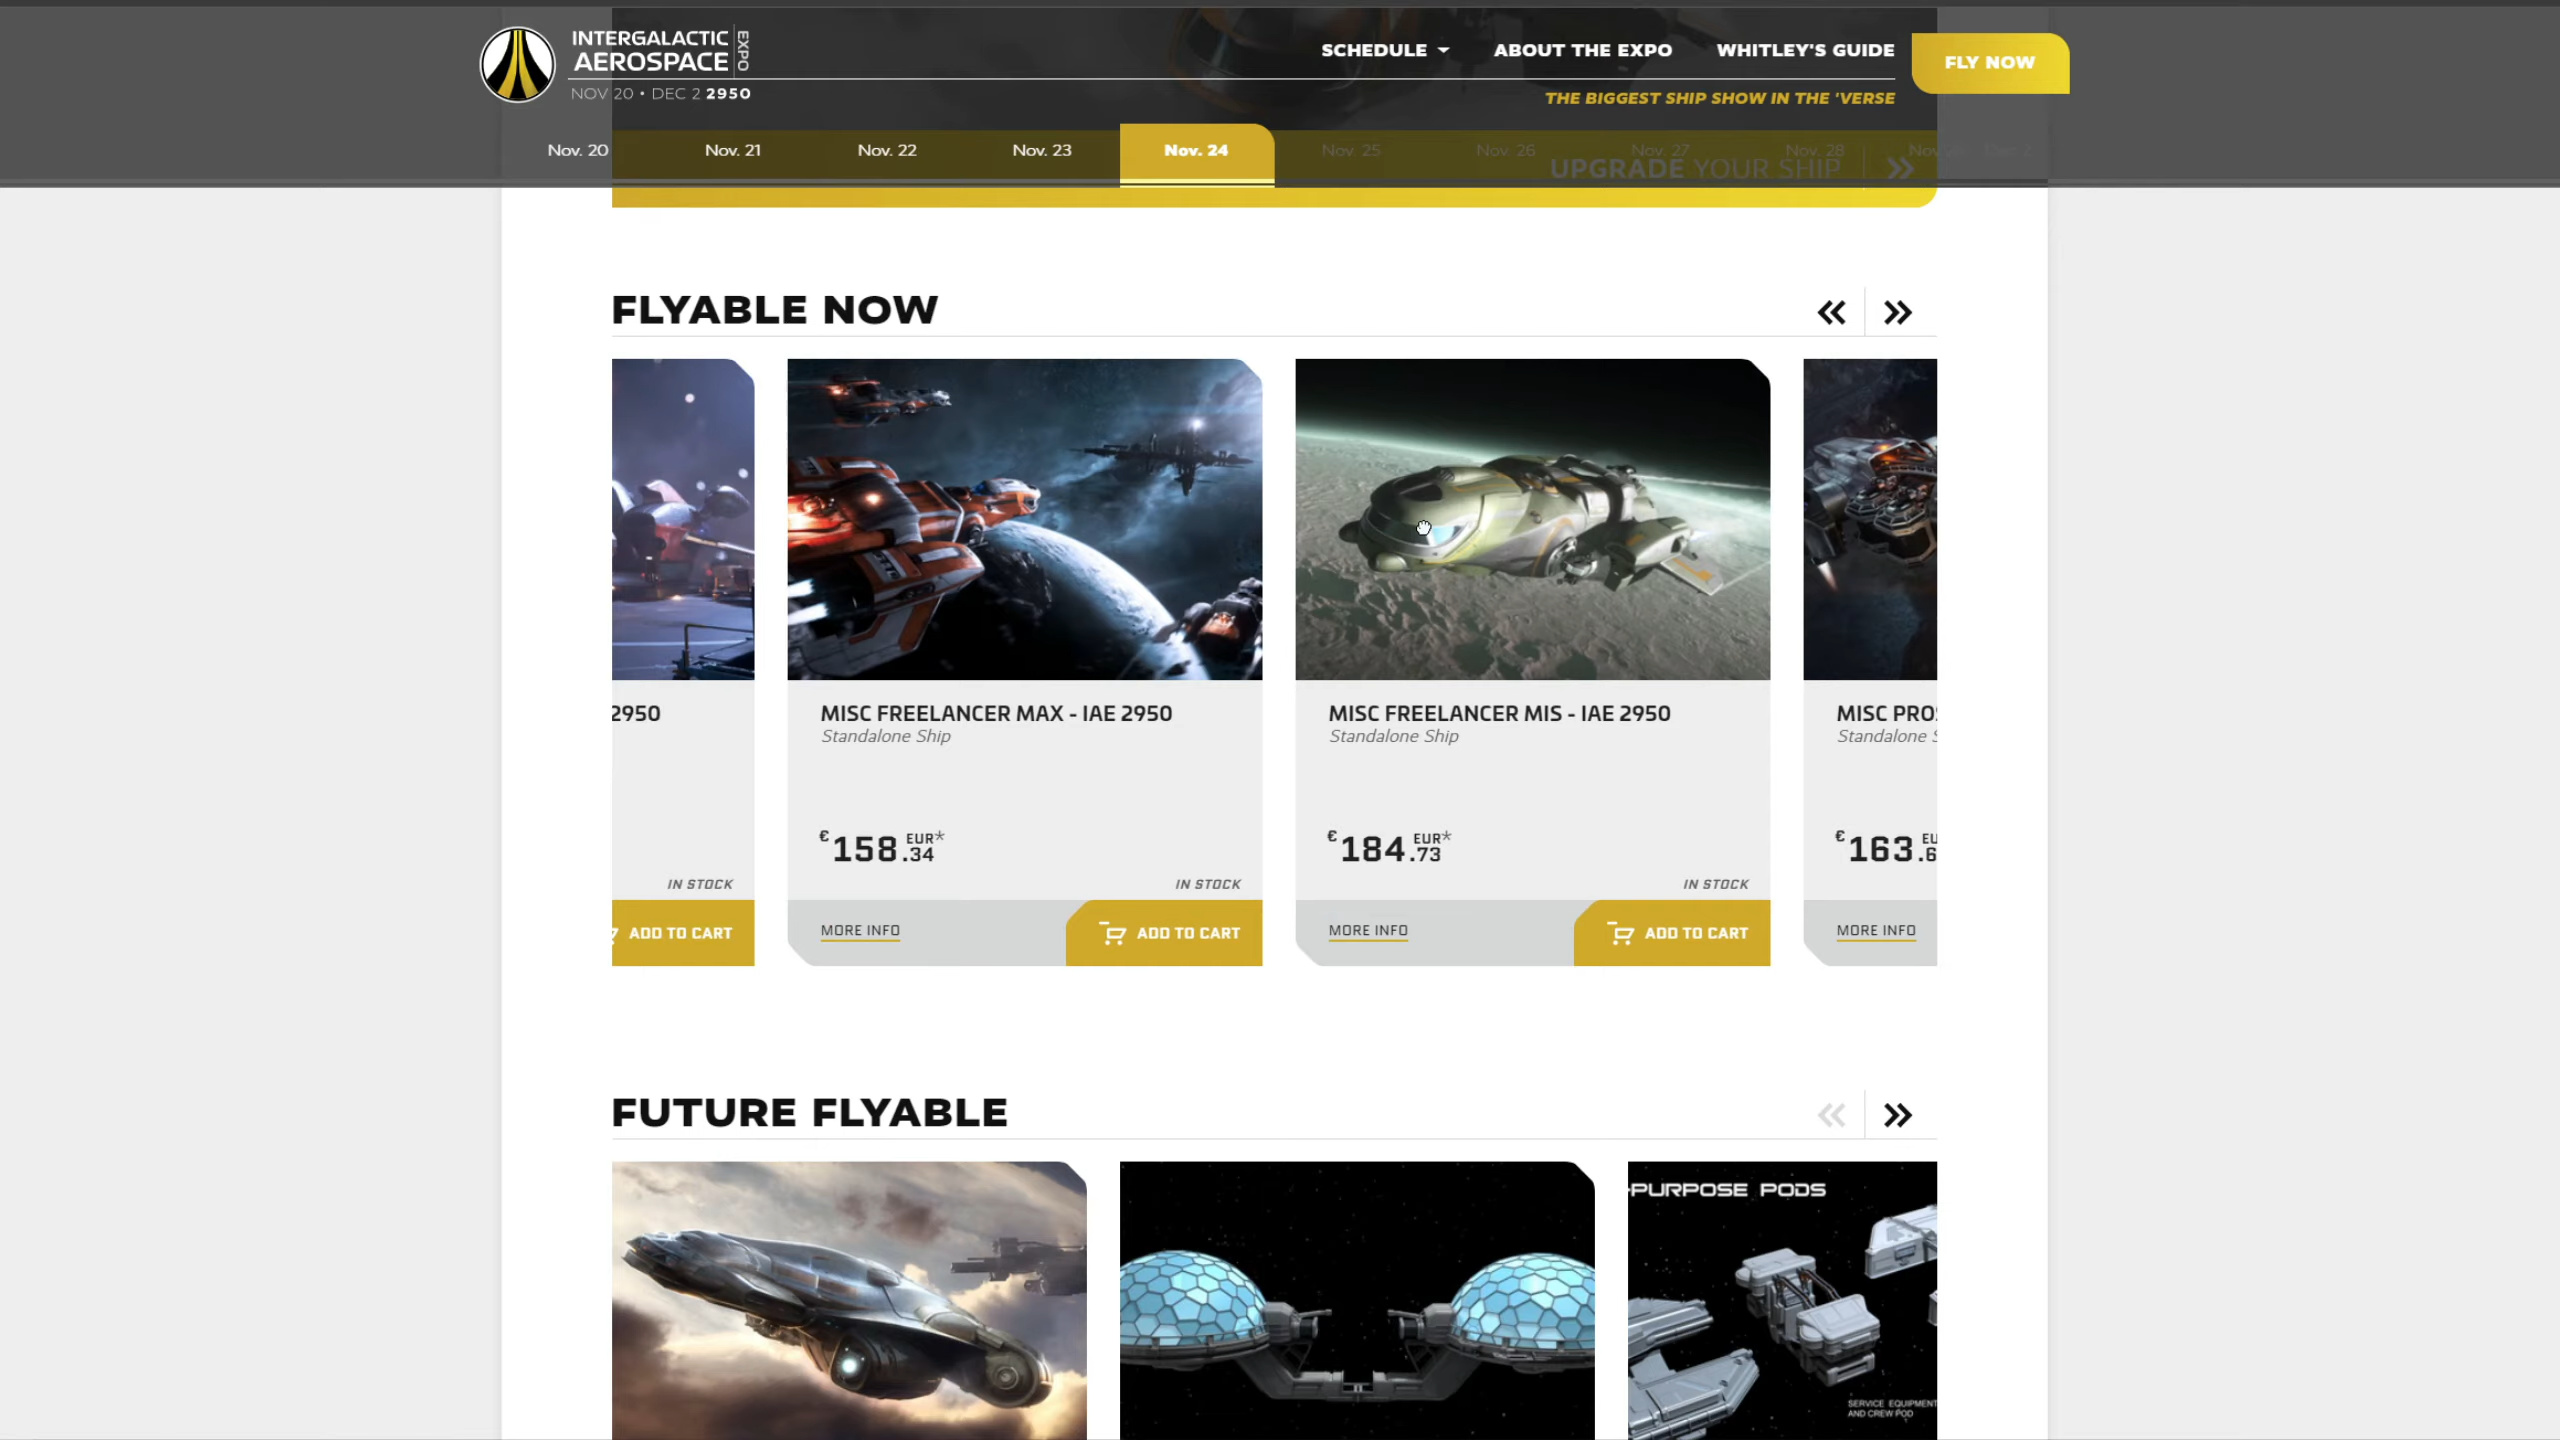 INTERGALACTIC
AEROSPACE
EXPO
NOV 20 • DEC 2 2950
SCHEDULE
ABOUT THE EXPO
WHITLEY'S GUIDE
FLY NOW
THE BIGGEST SHIP SHOW IN THE 'VERSE
Nov. 20
Nov. 21
Nov. 22
Nov. 23
Nov. 24
Nov. 25
Nov. 26
Nov. 27
Nov. 28
Dec 2
UPGRADE YOUR SHIP
FLYABLE NOW
2950
IN STOCK
ADD TO CART
MISC FREELANCER MAX - IAE 2950
Standalone Ship
€158.34 EUR*
IN STOCK
MORE INFO
ADD TO CART
MISC FREELANCER MIS - IAE 2950
Standalone Ship
€184.73 EUR*
IN STOCK
MORE INFO
ADD TO CART
MISC
Standalone
€163.6
MORE INFO
FUTURE FLYABLE
PURPOSE PODS
SERVICE EQUIPMENT
AND CREW POD